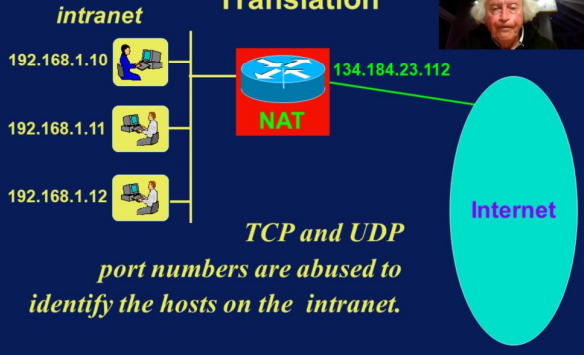 Translation
intranet
192.168.1.10
134.184.23.112
NAT
192.168.1.11
192.168.1.12
Internet
TCP and UDP
port numbers are abused to
identify the hosts on the intranet.